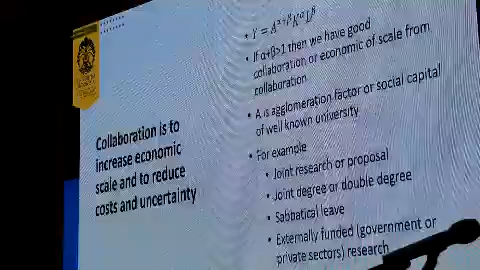 Collaboration is to
increase economic
scale and to reduce
costs and uncertainty
• Y = A^{α+β}K^{α}L^{β}
• If α+β>1 then we have good
collaboration or economic of scale from
collaboration
• A is agglomeration factor or social capital
of well known university
• For example
• Joint research or proposal
• Joint degree or double degree
• Sabbatical leave
• Externally funded (government or
private sectors) research